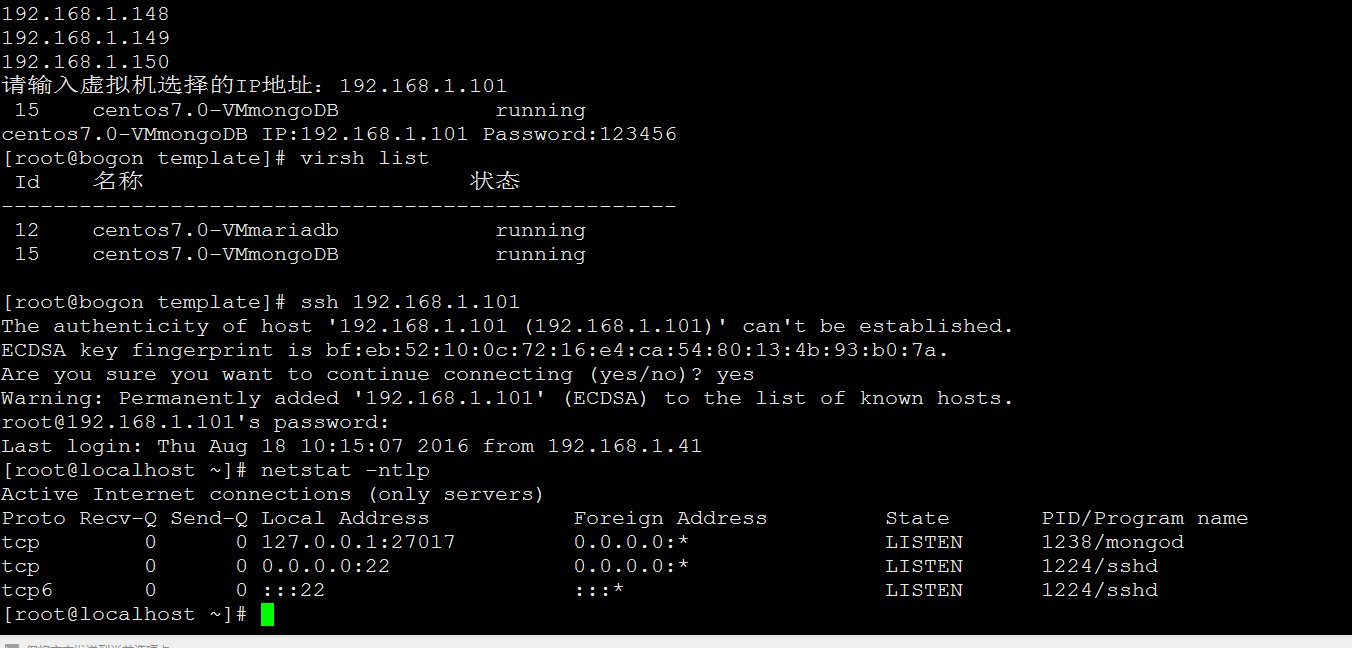 192.168.1.148
192.168.1.149
192.168.1.150
请输入虚拟机选择的IP地址：192.168.1.101
 15    centos7.0-VMmongoDB            running
centos7.0-VMmongoDB IP:192.168.1.101 Password:123456
[root@bogon template]# virsh list
 Id    名称                         状态
----------------------------------------------------
 12    centos7.0-VMmariadb            running
 15    centos7.0-VMmongoDB            running
[root@bogon template]# ssh 192.168.1.101
The authenticity of host '192.168.1.101 (192.168.1.101)' can't be established.
ECDSA key fingerprint is bf:eb:52:10:0c:72:16:e4:ca:54:80:13:4b:93:b0:7a.
Are you sure you want to continue connecting (yes/no)? yes
Warning: Permanently added '192.168.1.101' (ECDSA) to the list of known hosts.
root@192.168.1.101's password:
Last login: Thu Aug 18 10:15:07 2016 from 192.168.1.41
[root@localhost ~]# netstat -ntlp
Active Internet connections (only servers)
Proto Recv-Q Send-Q Local Address           Foreign Address         State       PID/Program name
tcp        0      0 127.0.0.1:27017         0.0.0.0:*               LISTEN      1238/mongod
tcp        0      0 0.0.0.0:22              0.0.0.0:*               LISTEN      1224/sshd
tcp6       0      0 :::22                   :::*                    LISTEN      1224/sshd
[root@localhost ~]#